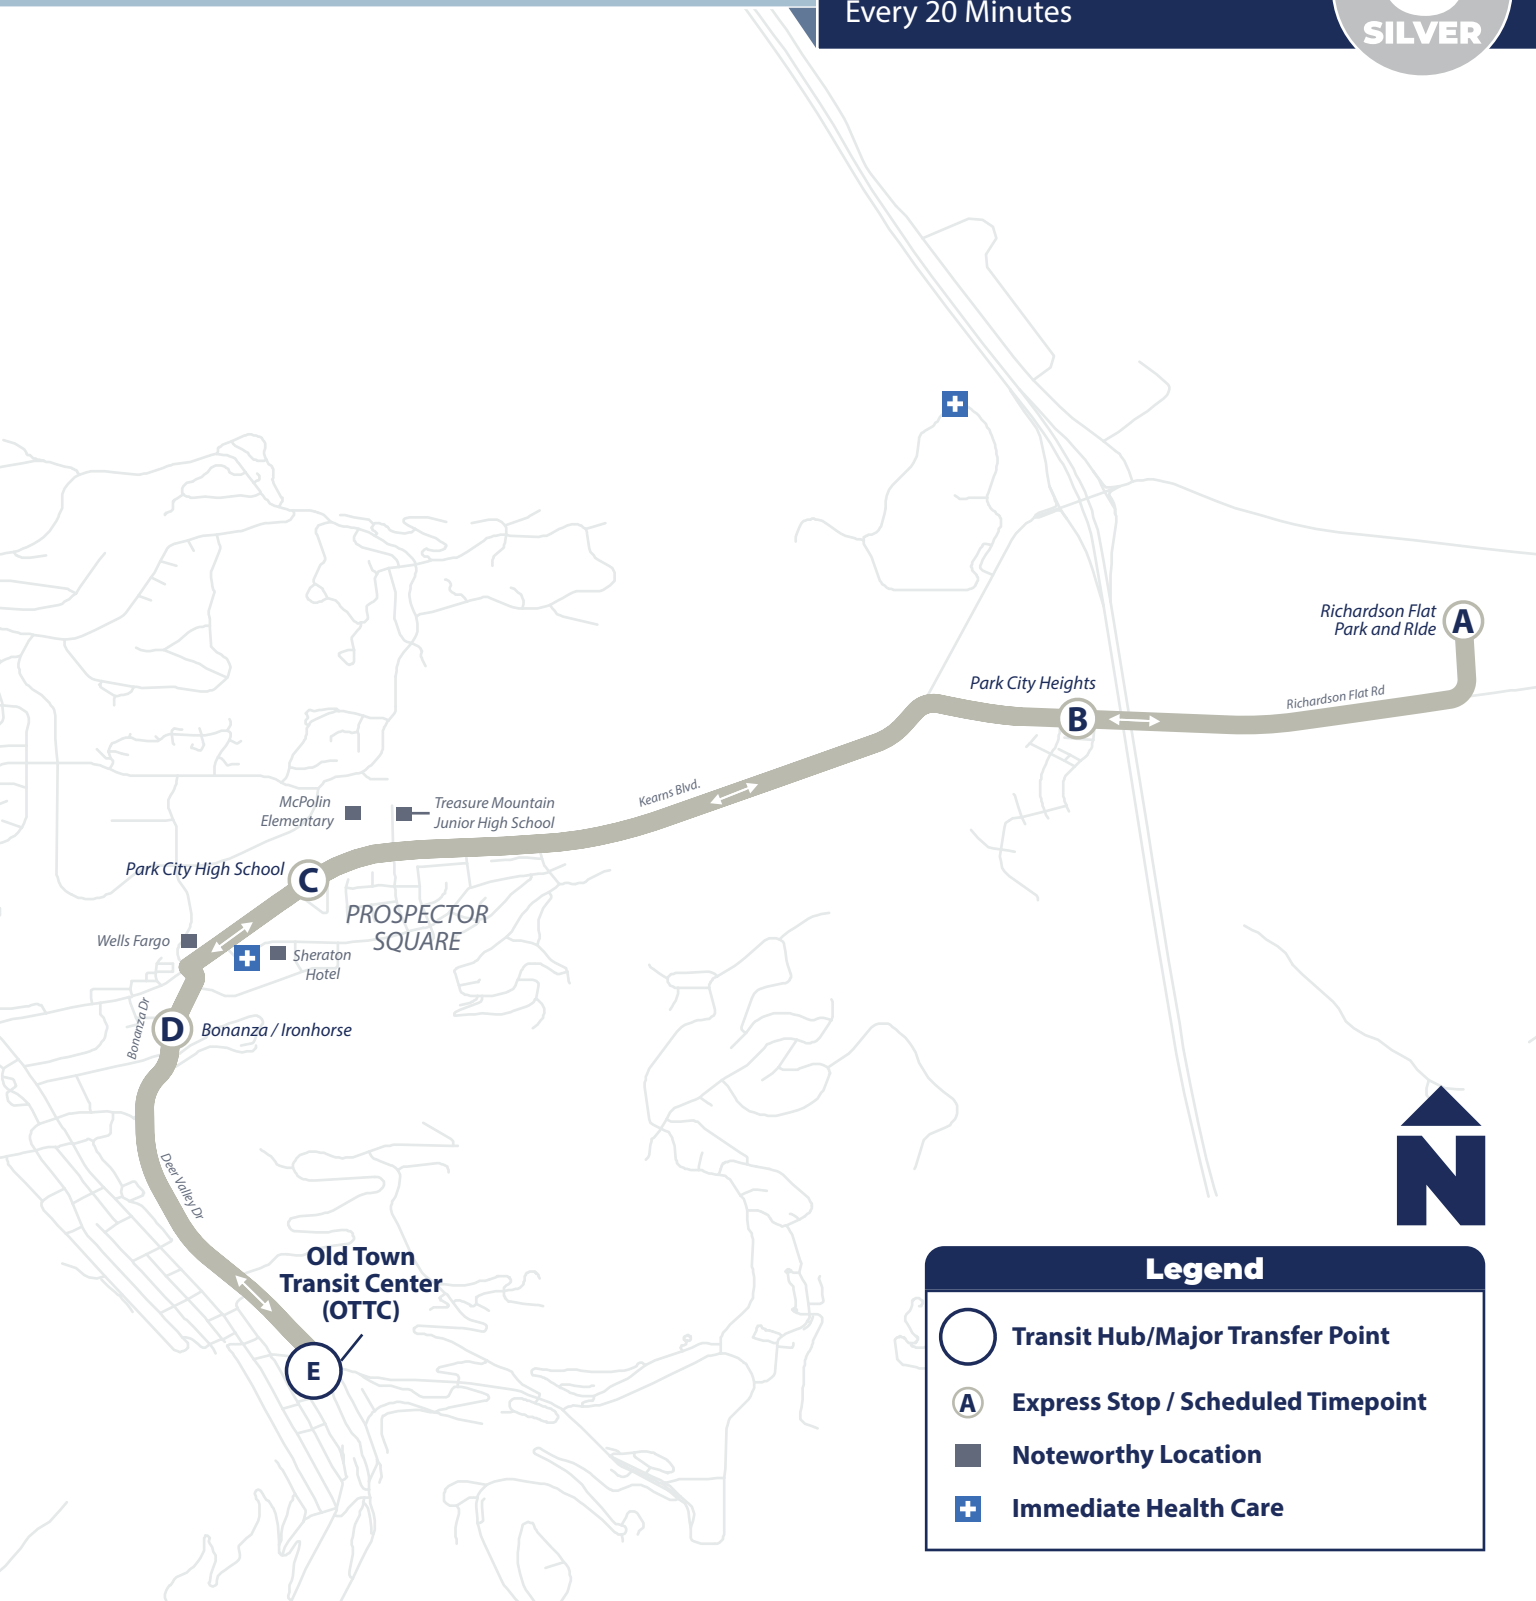 Every 20 Minutes
SILVER
Richardson Flat
Park and RIde
A
Park City Heights
B
Richardson Flat Rd
Kearns Blvd.
McPolin
Elementary
Treasure Mountain
Junior High School
Park City High School
C
PROSPECTOR
SQUARE
Wells Fargo
Sheraton
Hotel
Bonanza Dr
D
Bonanza / Ironhorse
Deer Valley Dr
Old Town
Transit Center
(OTTC)
E
N
Legend
Transit Hub/Major Transfer Point
A
Express Stop / Scheduled Timepoint
Noteworthy Location
Immediate Health Care